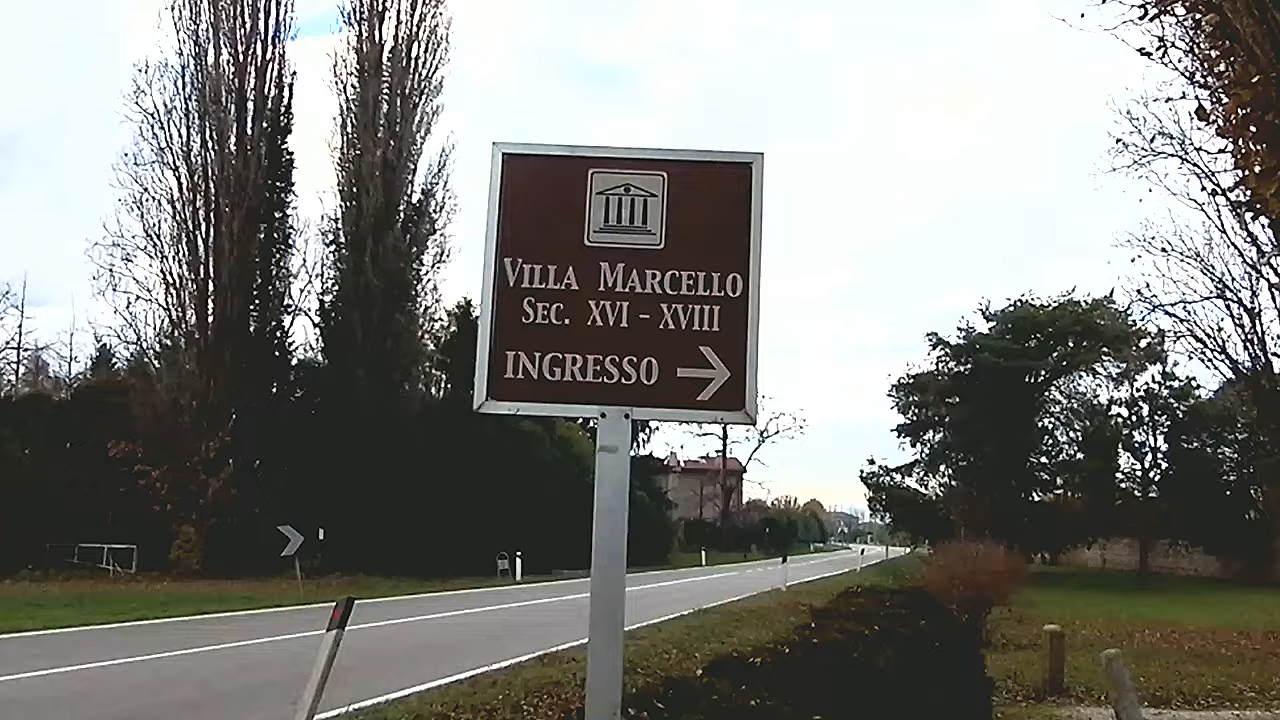 VILLA MARCELLO
SEC. XVI - XVIII
INGRESSO →